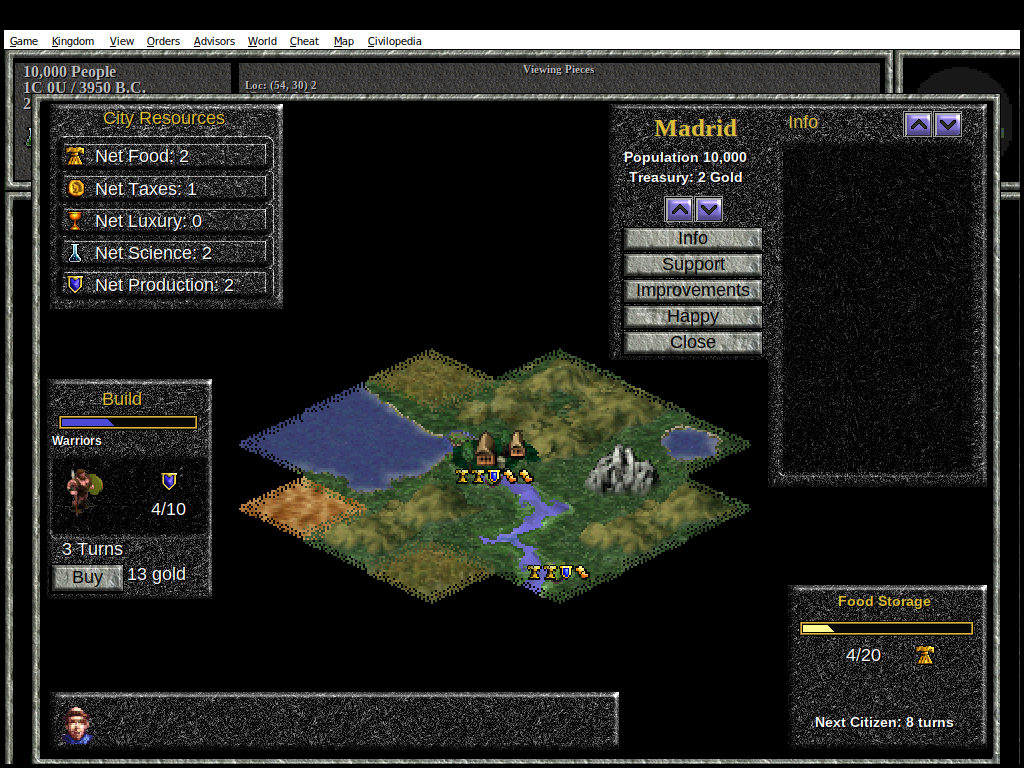 Game Kingdom View Orders Advisors World Cheat Map Civilopedia
10,000 People
1C 0U / 3950 B.C.
2
Viewing Pieces
Loc: (54, 30) 2
City Resources
Net Food: 2
Net Taxes: 1
Net Luxury: 0
Net Science: 2
Net Production: 2
Madrid
Population 10,000
Treasury: 2 Gold
Info
Support
Improvements
Happy
Close
Info
Build
Warriors
4/10
3 Turns
Buy 13 gold
Food Storage
4/20
Next Citizen: 8 turns